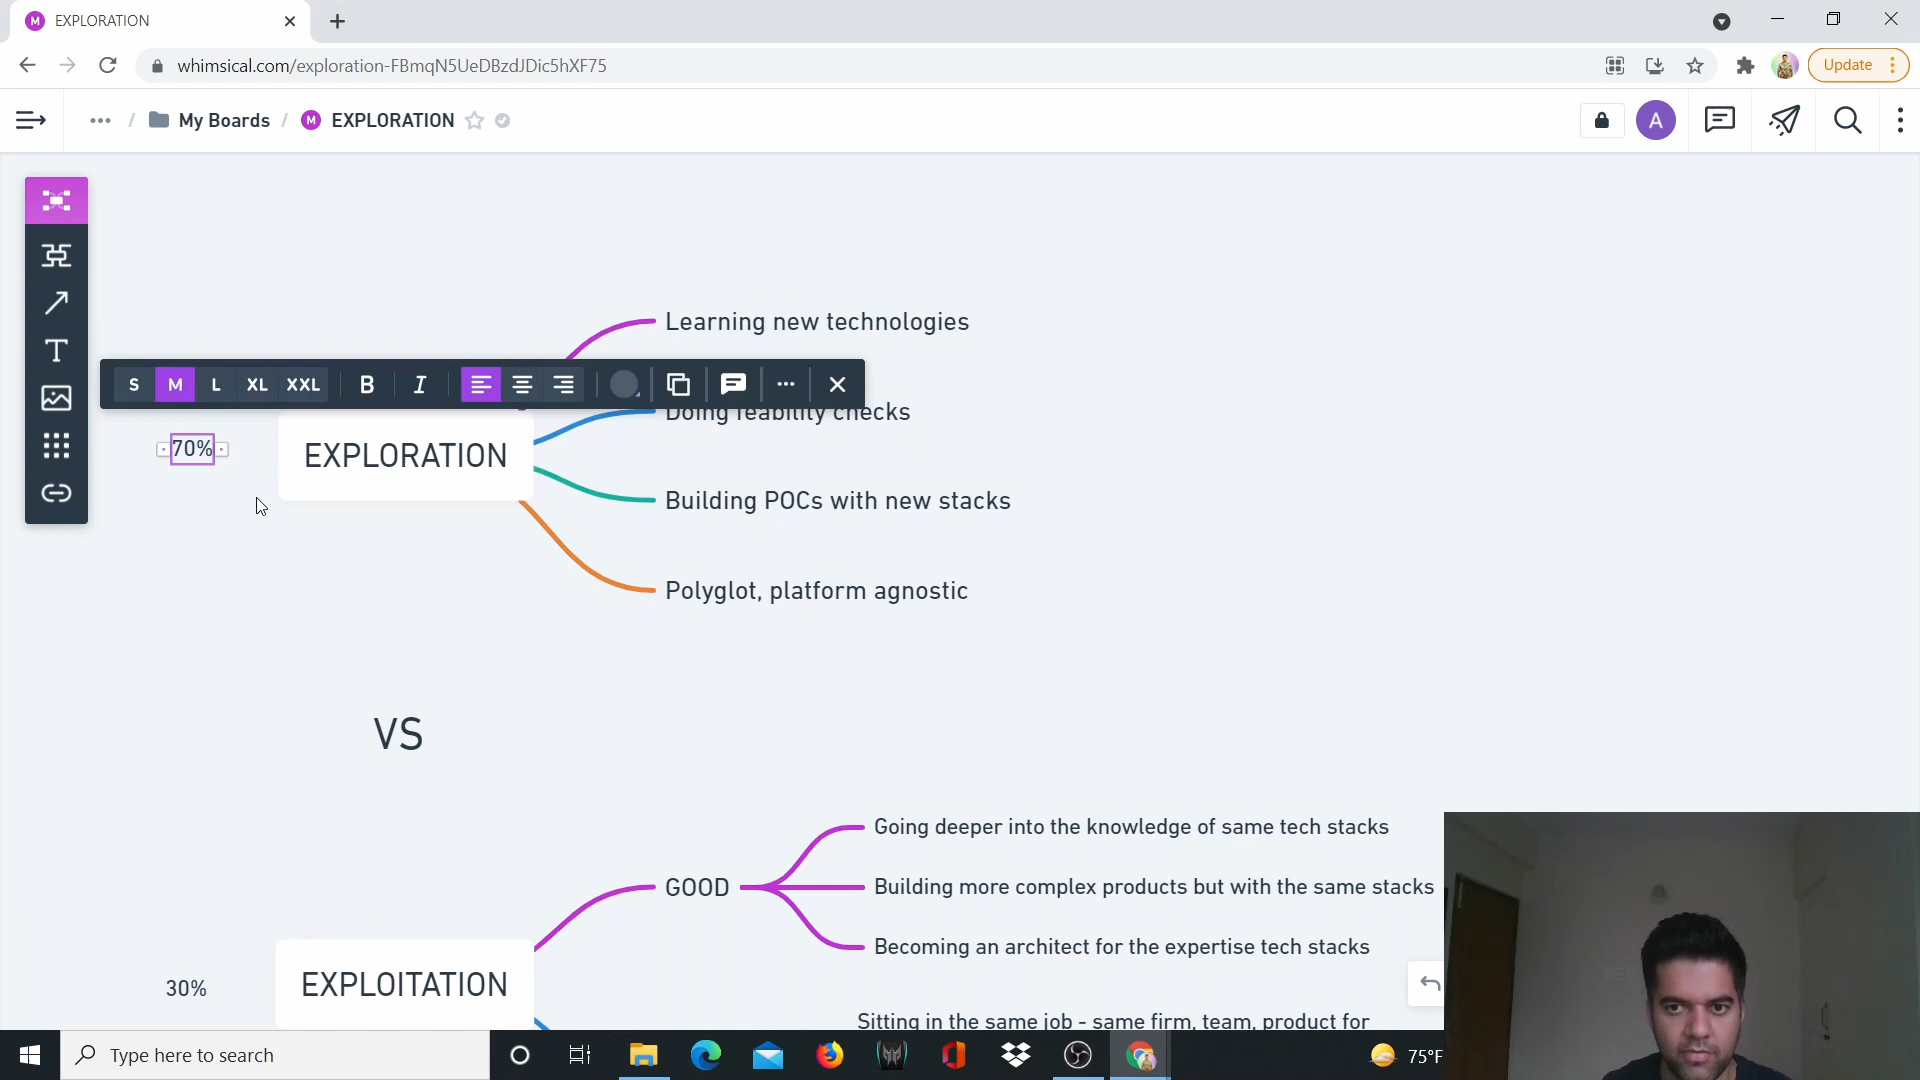 EXPLORATION
whimsical.com/exploration-FBmqN5UeDBzdJDic5hXF75
Update
... / My Boards / M EXPLORATION
A
Learning new technologies
S M L XL XXL B I
Doing feability checks
70%
EXPLORATION
Building POCs with new stacks
Polyglot, platform agnostic
VS
Going deeper into the knowledge of same tech stacks
GOOD
Building more complex products but with the same stacks
Becoming an architect for the expertise tech stacks
30%
EXPLOITATION
Sitting in the same job - same firm, team, product for
Type here to search
75°F